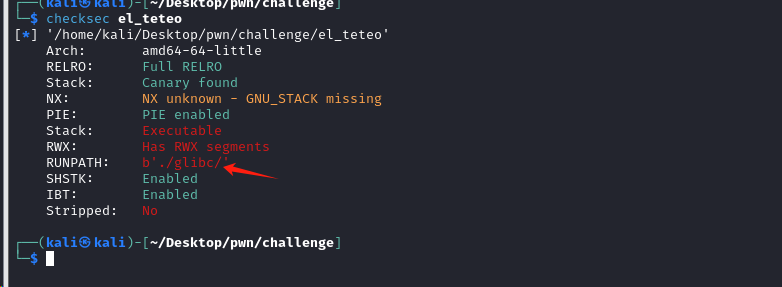 ┌──(kali㉿kali)-[~/Desktop/pwn/challenge]
└─$ checksec el_teteo
[*] '/home/kali/Desktop/pwn/challenge/el_teteo'
Arch: amd64-64-little
RELRO: Full RELRO
Stack: Canary found
NX: NX unknown - GNU_STACK missing
PIE: PIE enabled
Stack: Executable
RWX: Has RWX segments
RUNPATH: b'./glibc/'
SHSTK: Enabled
IBT: Enabled
Stripped: No
┌──(kali㉿kali)-[~/Desktop/pwn/challenge]
└─$